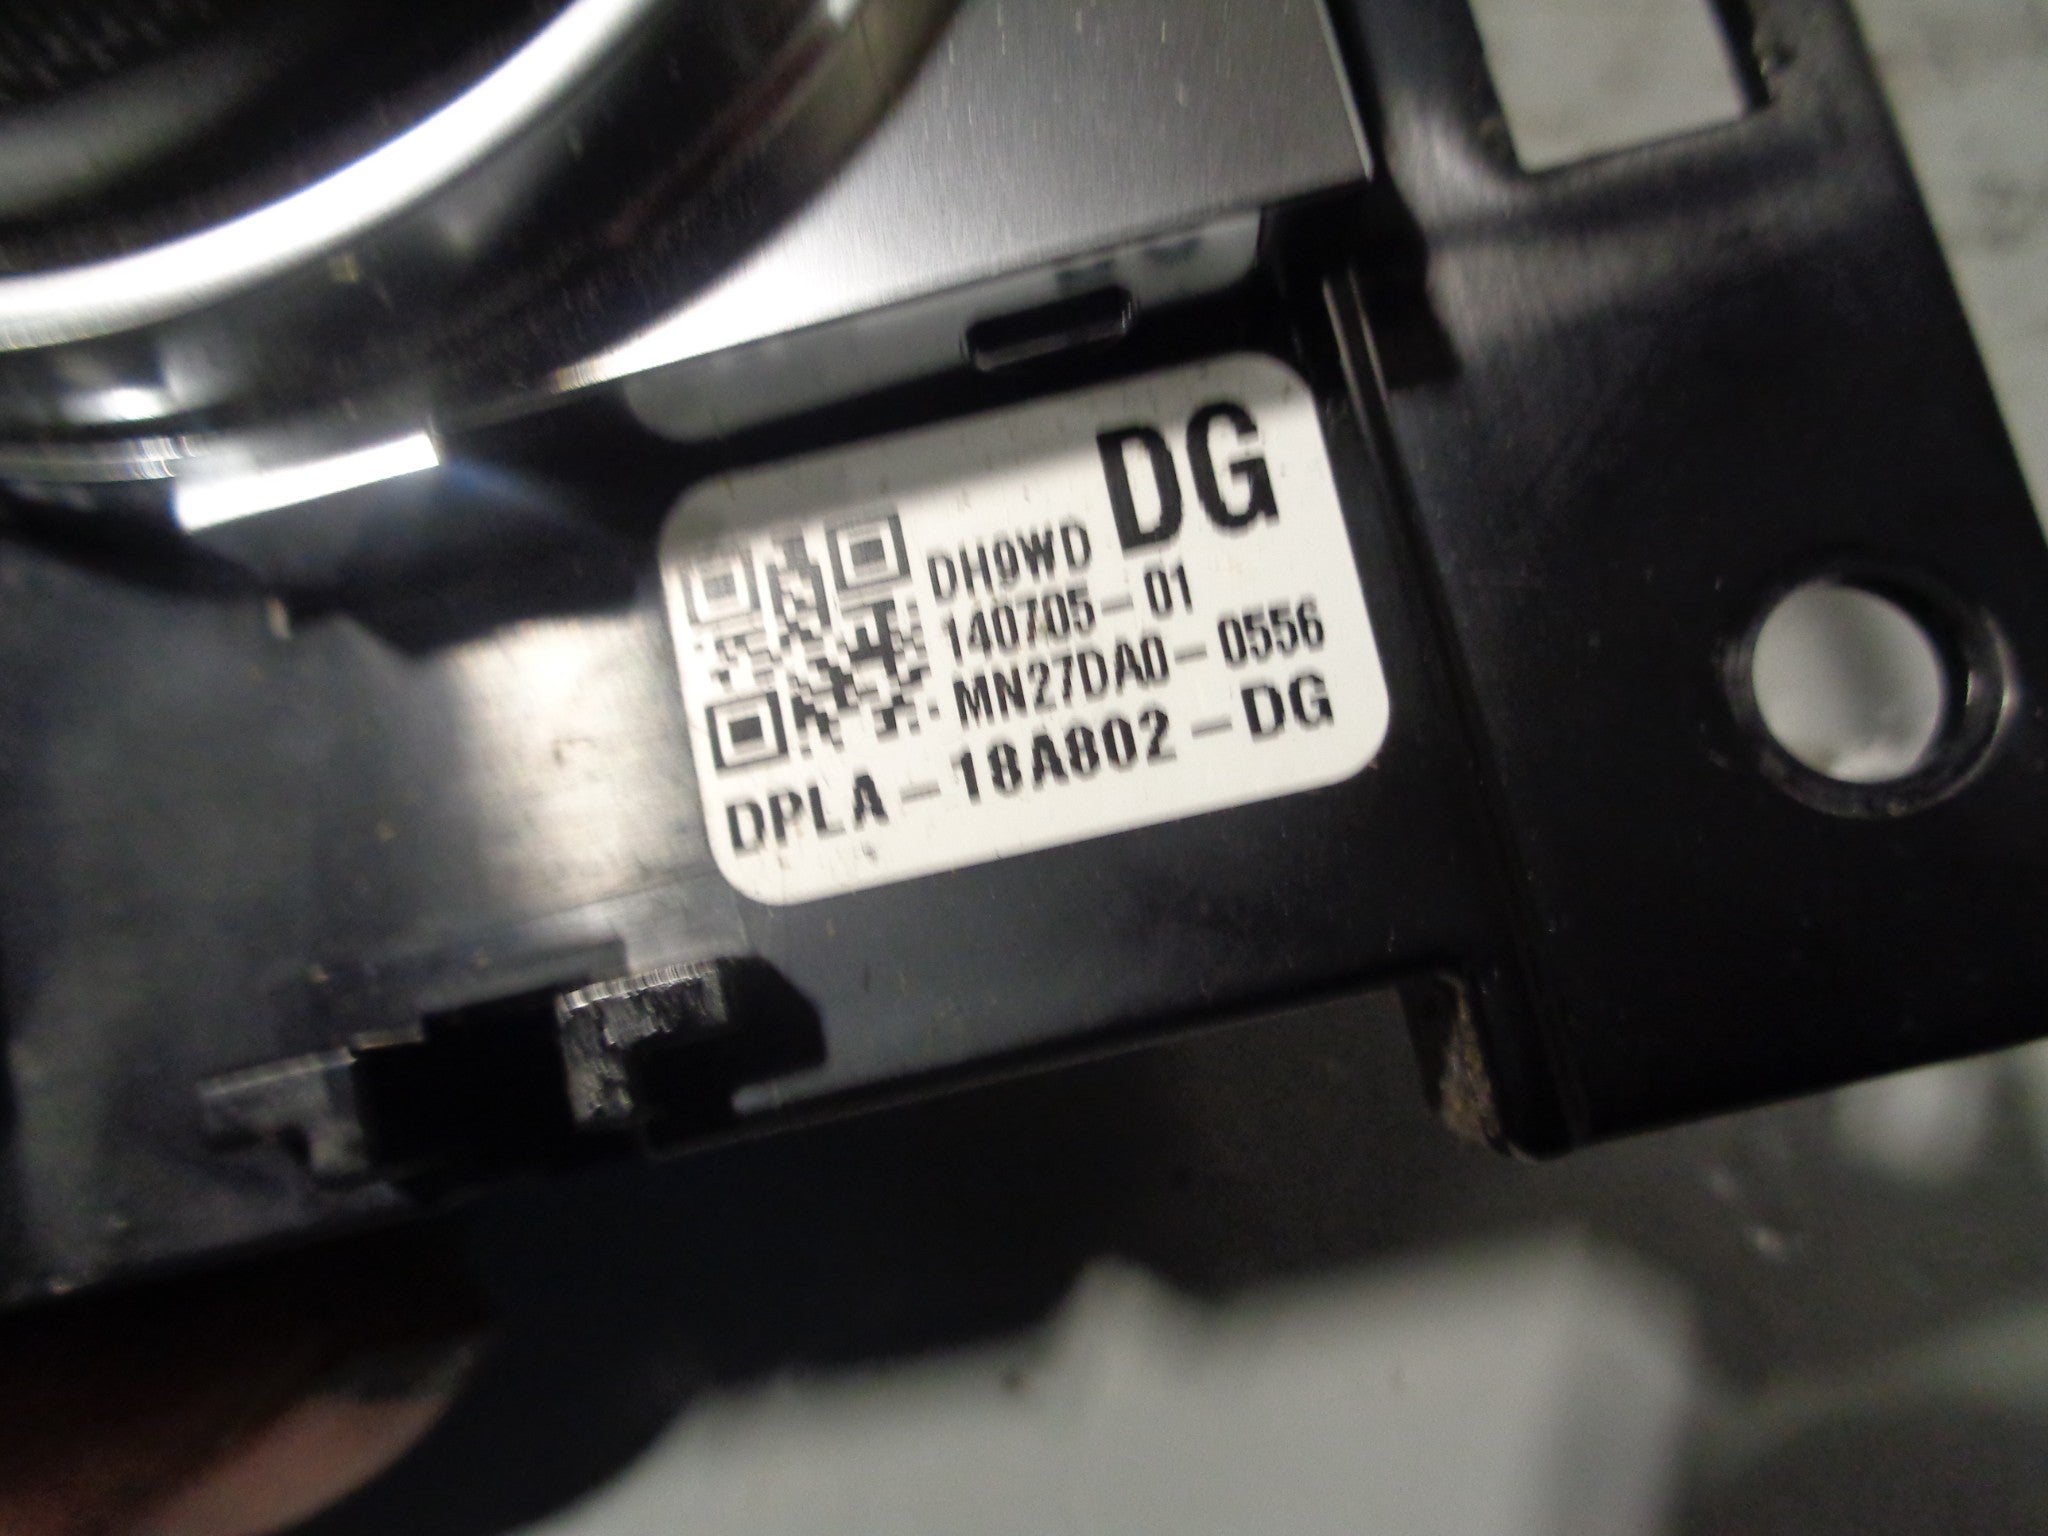 DG
DH9WD
140705-01
MN27DA0-0556
DPLA-18A802-DG